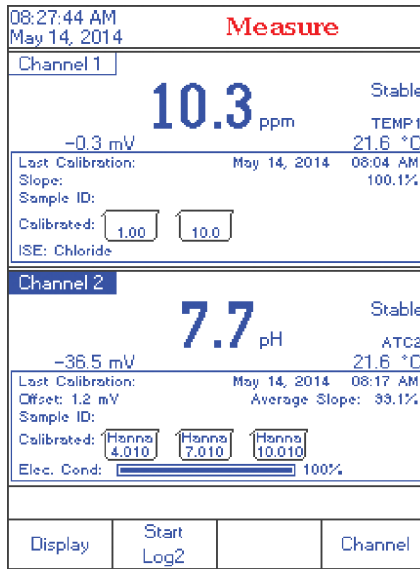 08:27:44 AM
May 14, 2014
Measure
Channel 1
10.3 ppm
Stable
TEMP1
-0.3 mV
21.6 °C
Last Calibration: May 14, 2014 08:04 AM
Slope: 100.1%
Sample ID:
Calibrated: 1.00 10.0
ISE: Chloride
Channel 2
7.7 pH
Stable
ATC2
-36.5 mV
21.6 °C
Last Calibration: May 14, 2014 08:17 AM
Offset: 1.2 mV Average Slope: 99.1%
Sample ID:
Calibrated: Hanna 4.010 Hanna 7.010 Hanna 10.010
Elec. Cond: 100%
Display
Start Log2
Channel